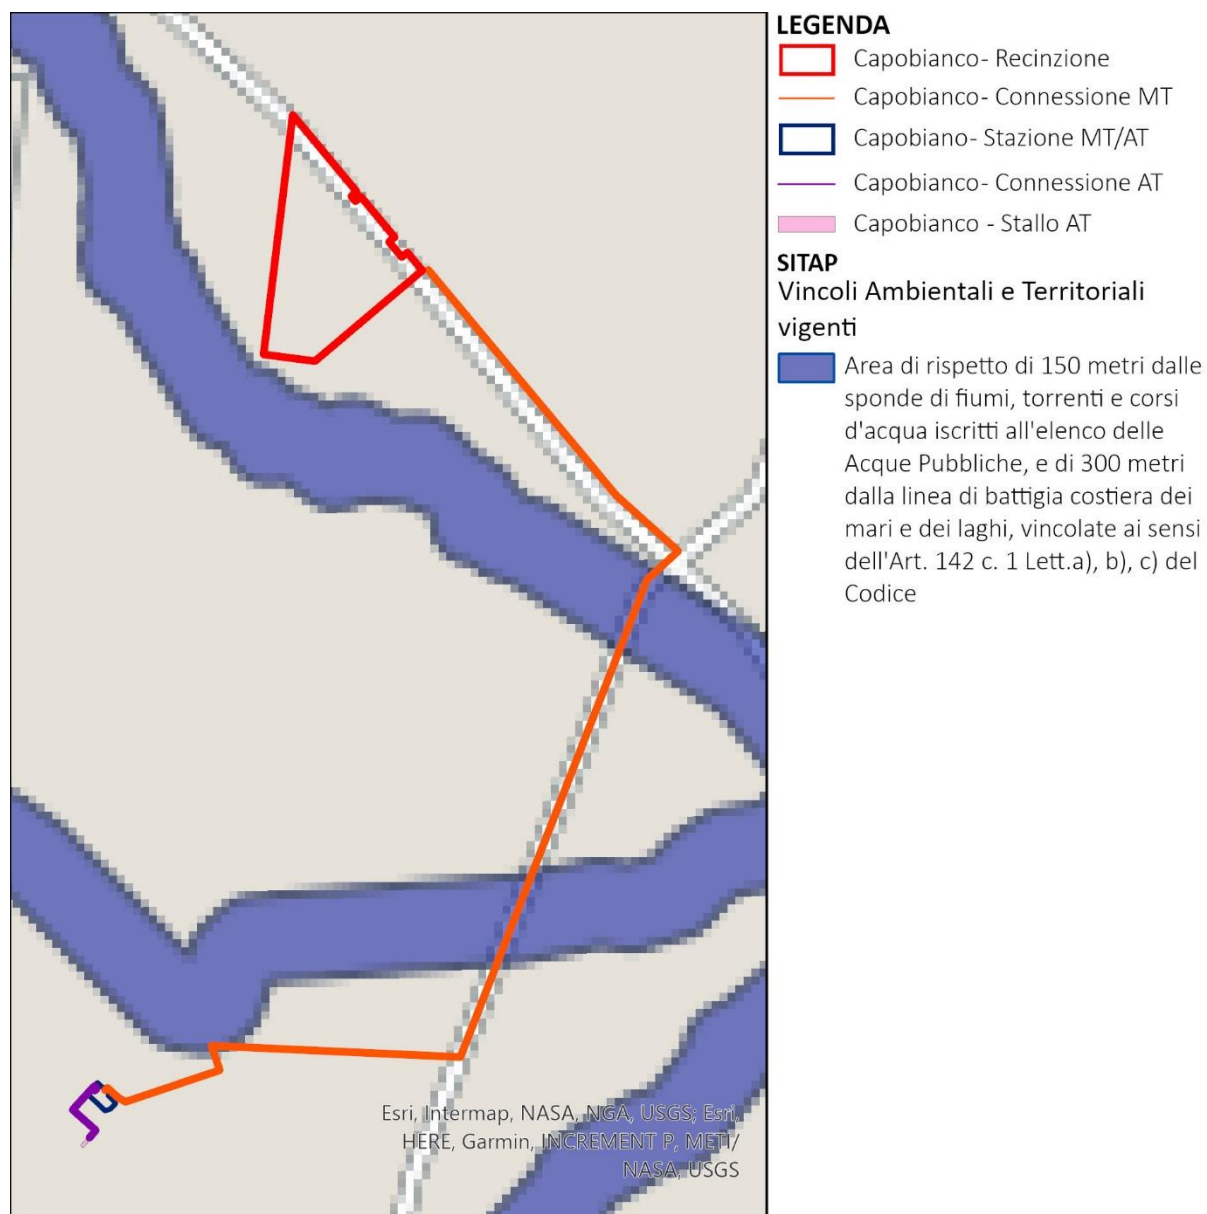 LEGENDA
Capobianco- Recinzione
Capobianco- Connessione MT
Capobiano- Stazione MT/AT
Capobianco- Connessione AT
Capobianco - Stallo AT
SITAP
Vincoli Ambientali e Territoriali
vigenti
Area di rispetto di 150 metri dalle
sponde di fiumi, torrenti e corsi
d'acqua iscritti all'elenco delle
Acque Pubbliche, e di 300 metri
dalla linea di battigia costiera dei
mari e dei laghi, vincolate ai sensi
dell'Art. 142 c. 1 Lett.a), b), c) del
Codice
Esri, Intermap, NASA, NGA, USGS; Esri,
HERE, Garmin, INCREMENT P, METI/
NASA, USGS